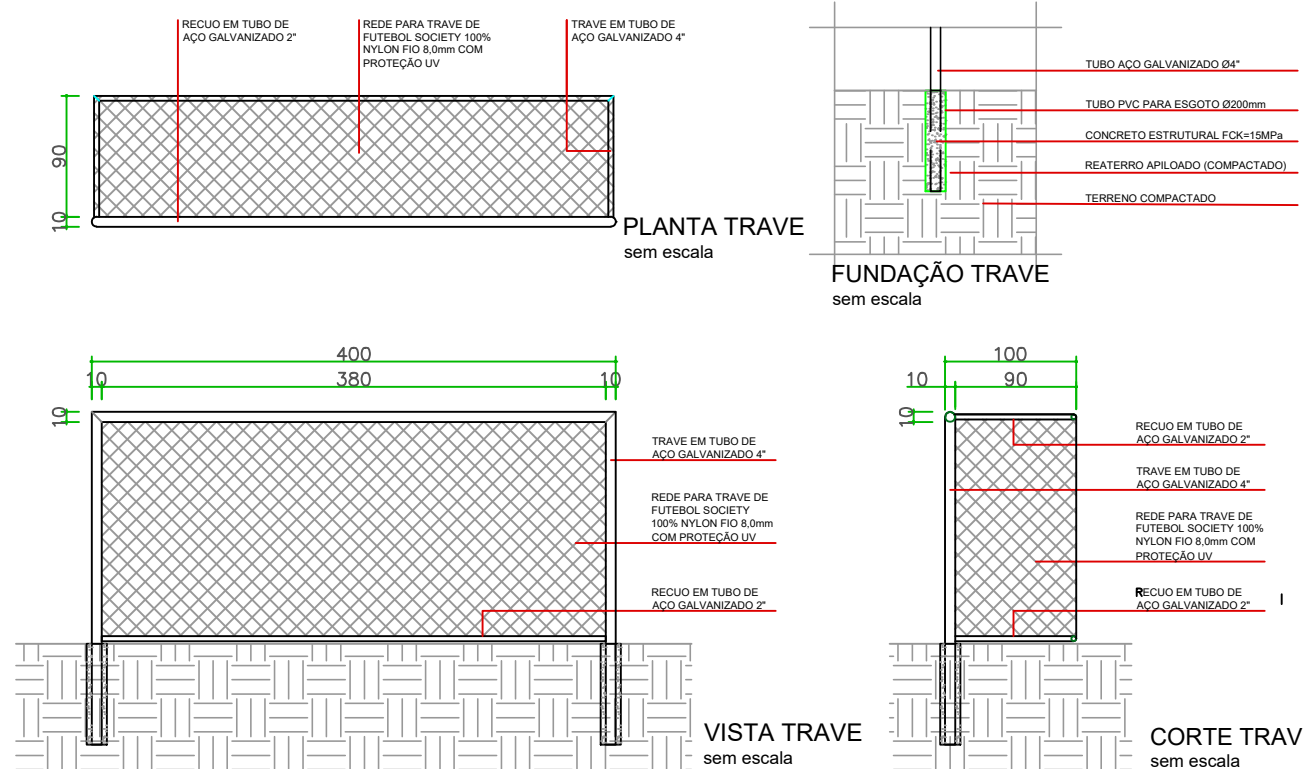 RECUO EM TUBO DE
AÇO GALVANIZADO 2"
REDE PARA TRAVE DE
FUTEBOL SOCIETY 100%
NYLON FIO 8,0mm COM
PROTEÇÃO UV
TRAVE EM TUBO DE
AÇO GALVANIZADO 4"
90
10
PLANTA TRAVE
sem escala
TUBO AÇO GALVANIZADO Ø4"
TUBO PVC PARA ESGOTO Ø200mm
CONCRETO ESTRUTURAL FCK=15MPa
REATERRO APILOADO (COMPACTADO)
TERRENO COMPACTADO
FUNDAÇÃO TRAVE
sem escala
400
10
380
10
10
TRAVE EM TUBO DE
AÇO GALVANIZADO 4"
REDE PARA TRAVE DE
FUTEBOL SOCIETY
100% NYLON FIO 8,0mm
COM PROTEÇÃO UV
RECUO EM TUBO DE
AÇO GALVANIZADO 2"
VISTA TRAVE
sem escala
100
10
90
10
RECUO EM TUBO DE
AÇO GALVANIZADO 2"
TRAVE EM TUBO DE
AÇO GALVANIZADO 4"
REDE PARA TRAVE DE
FUTEBOL SOCIETY 100%
NYLON FIO 8,0mm COM
PROTEÇÃO UV
RECUO EM TUBO DE
AÇO GALVANIZADO 2"
CORTE TRAV
sem escala